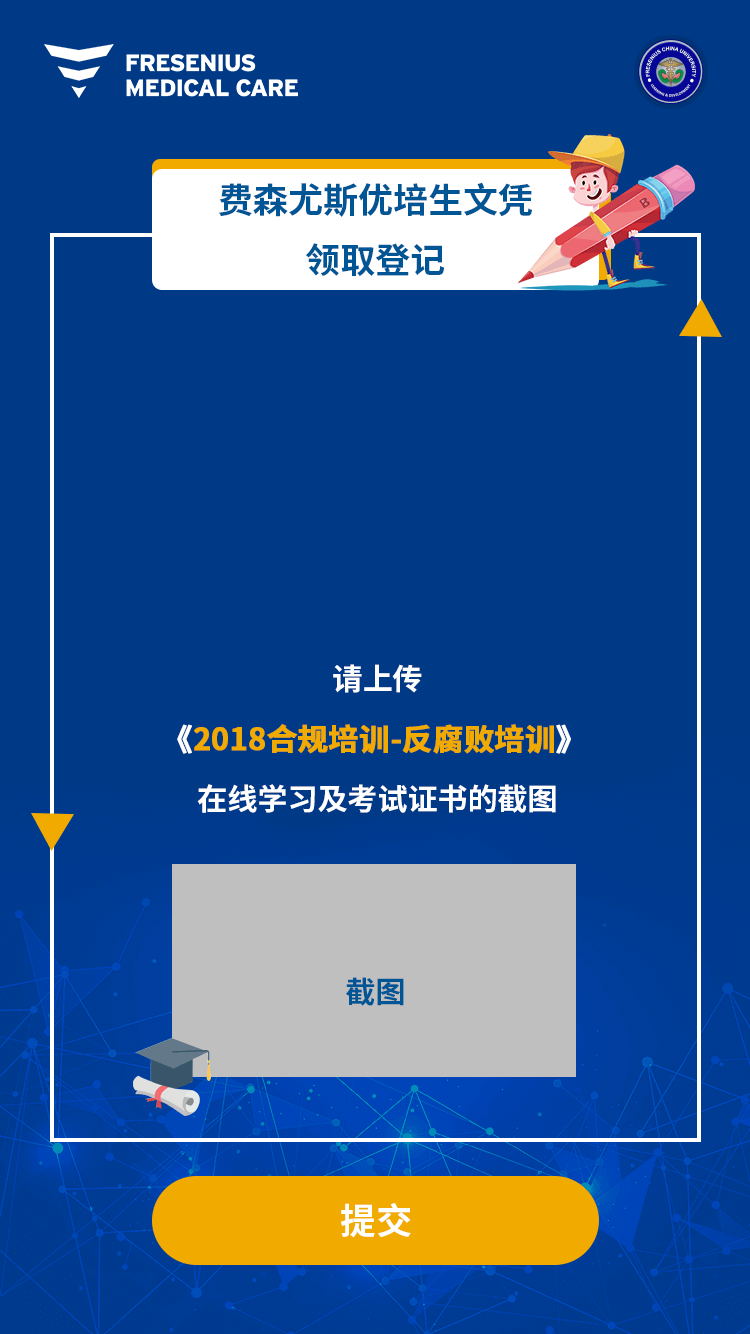 FRESENIUS
MEDICAL CARE
FRESENIUS CHINA UNIVERSITY
LEARNING & DEVELOPMENT
费森尤斯优培生文凭
领取登记
B
请上传
《2018合规培训-反腐败培训》
在线学习及考试证书的截图
截图
提交